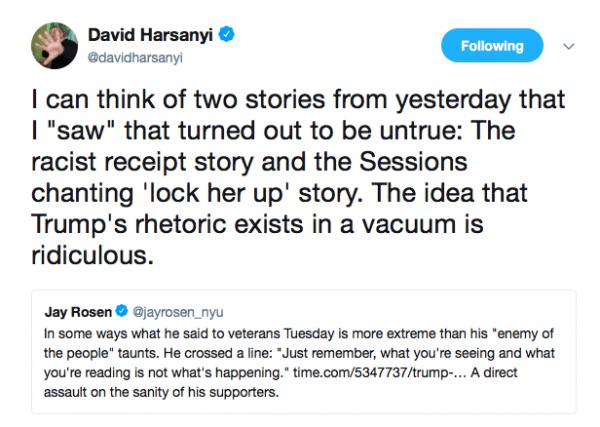 David Harsanyi
@davidharsanyi
Following
I can think of two stories from yesterday that
I "saw" that turned out to be untrue: The
racist receipt story and the Sessions
chanting 'lock her up' story. The idea that
Trump's rhetoric exists in a vacuum is
ridiculous.
Jay Rosen @jayrosen_nyu
In some ways what he said to veterans Tuesday is more extreme than his "enemy of
the people" taunts. He crossed a line: "Just remember, what you're seeing and what
you're reading is not what's happening." time.com/5347737/trump-... A direct
assault on the sanity of his supporters.